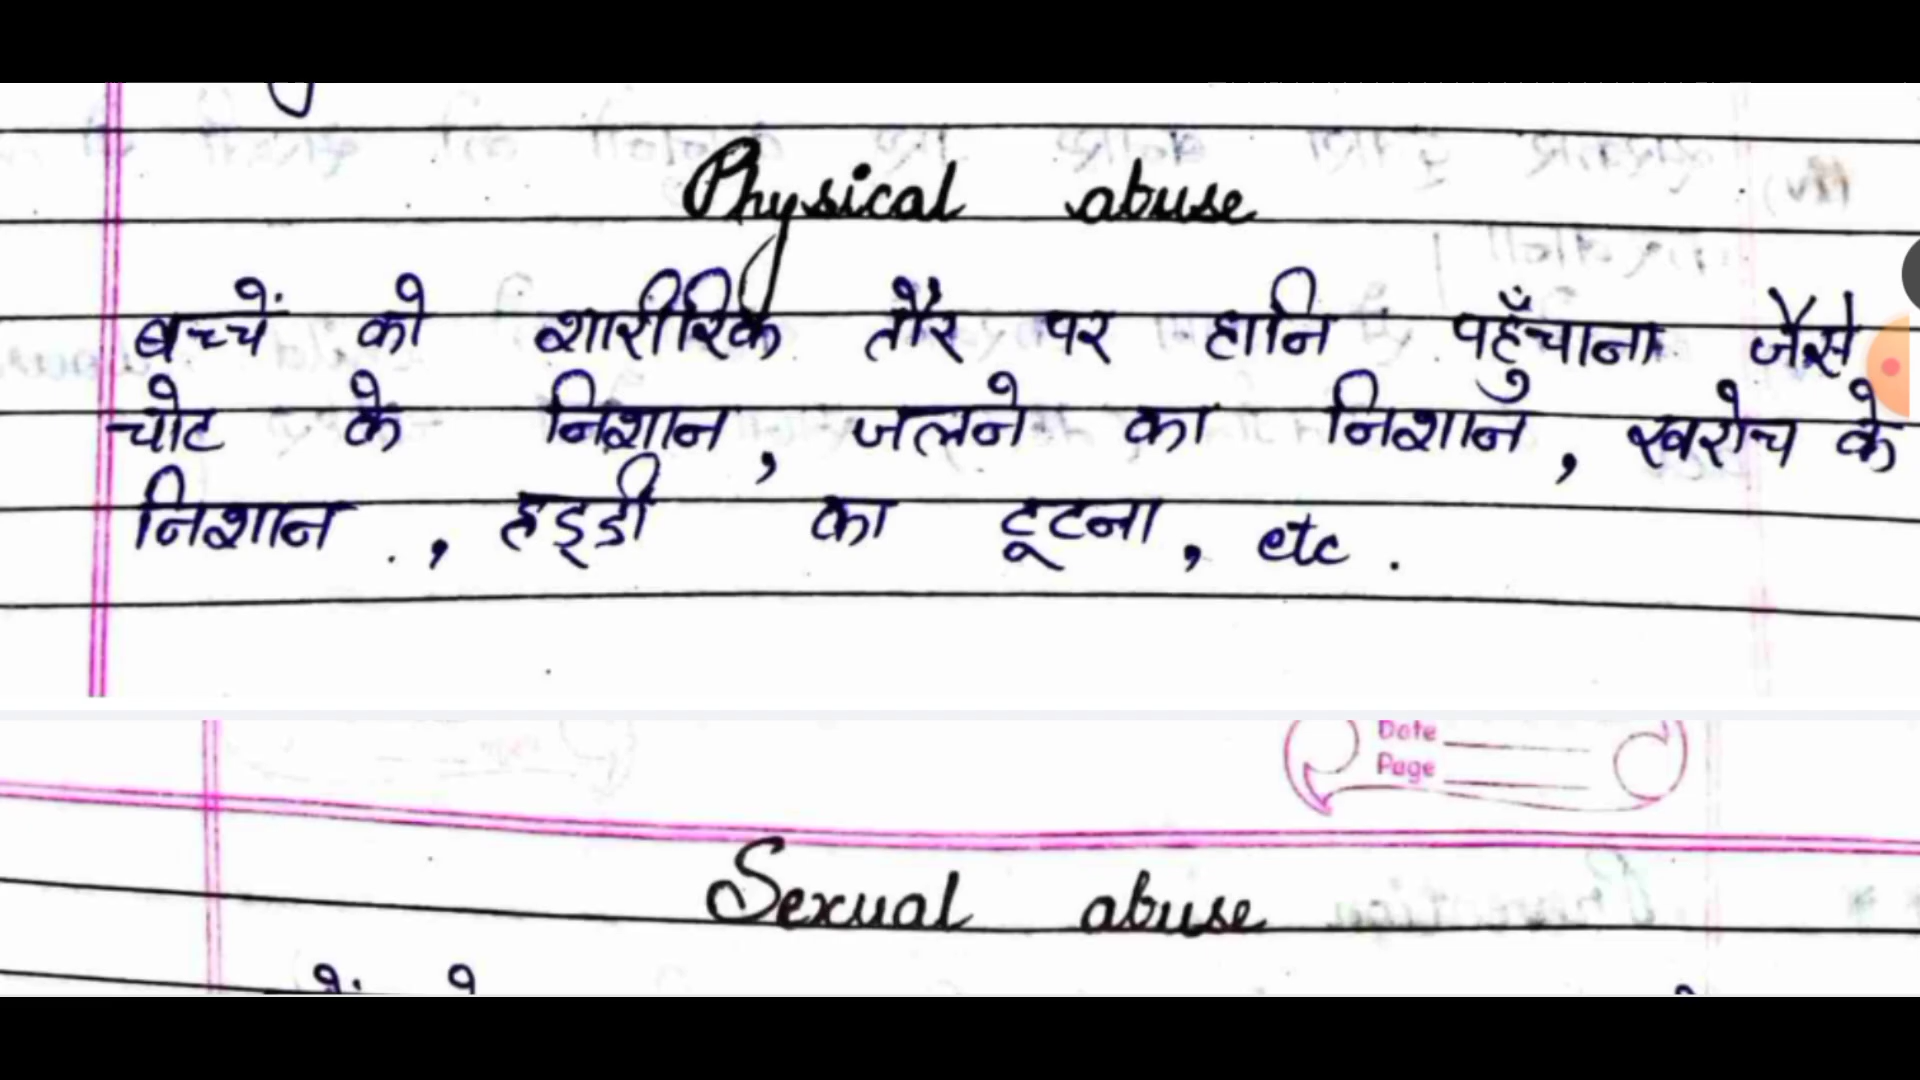 Physical abuse
बच्चें को शारीरिक तौर पर हानि पहुँचाना जैसे
चोट के निशान, जलने का निशान, खरोच के
निशान , हड्डी का टूटना, etc .
Date
Page
Sexual abuse